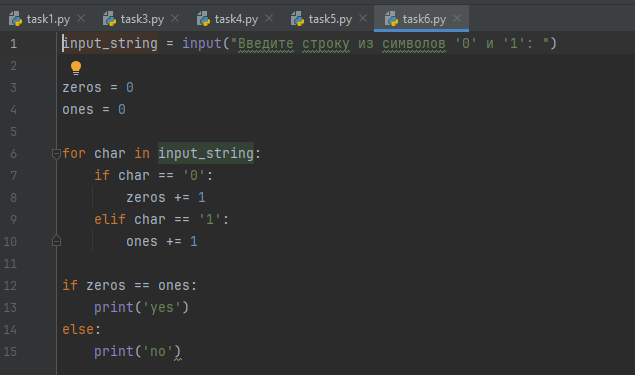 task1.py task3.py task4.py task5.py task6.py
1 input_string = input("Введите строку из символов '0' и '1': ")
2
3 zeros = 0
4 ones = 0
5
6 for char in input_string:
7     if char == '0':
8         zeros += 1
9     elif char == '1':
10         ones += 1
11
12 if zeros == ones:
13     print('yes')
14 else:
15     print('no')